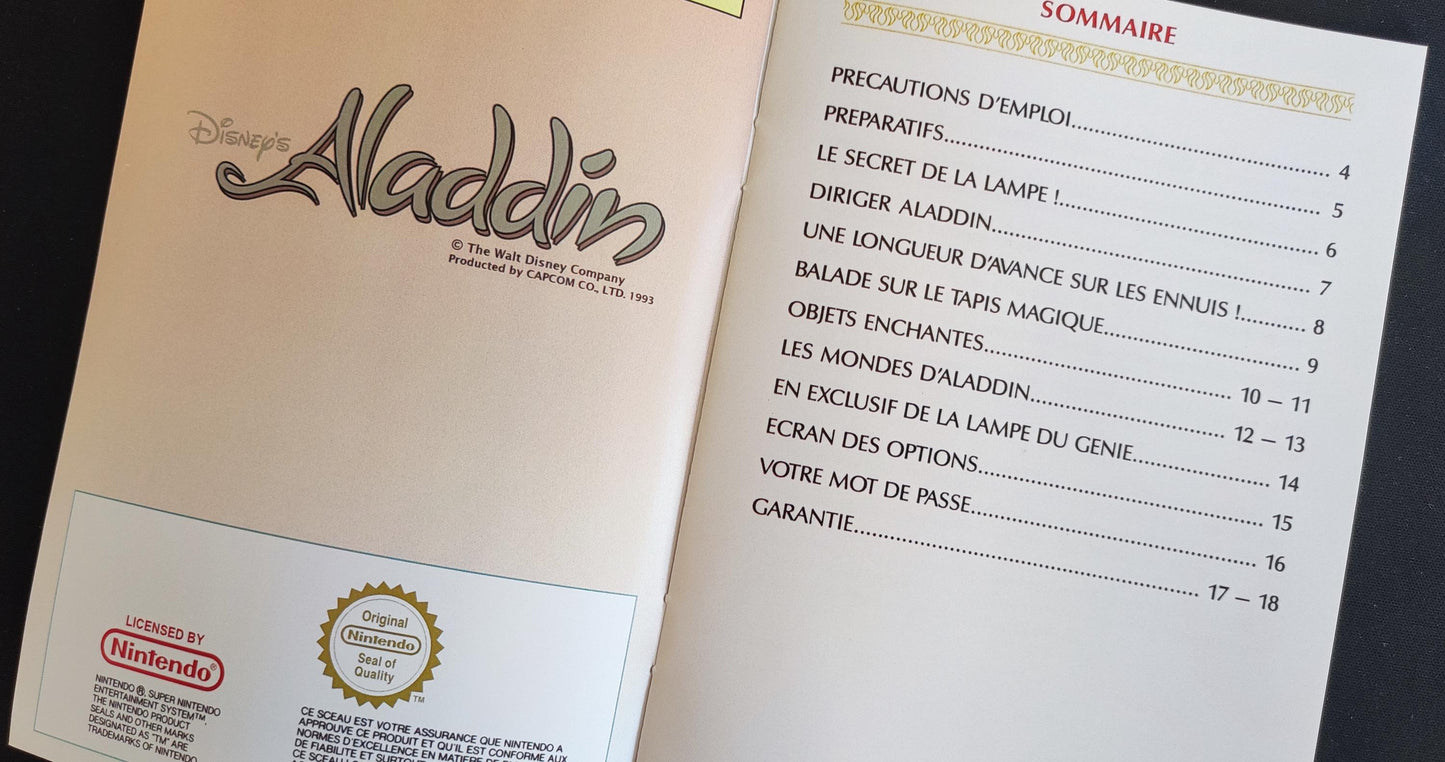 DISNEY'S
Aladdin
© The Walt Disney Company
Producted by CAPCOM CO., LTD. 1993
LICENSED BY
Nintendo®
NINTENDO ®, SUPER NINTENDO
ENTERTAINMENT SYSTEM™,
THE NINTENDO PRODUCT
SEALS AND OTHER MARKS
DESIGNATED AS "TM" ARE
TRADEMARKS OF NINTENDO
Original
Nintendo
Seal of
Quality
TM
CE SCEAU EST VOTRE ASSURANCE QUE NINTENDO A
APPROUVE CE PRODUIT ET QU'IL EST CONFORME AUX
NORMES D'EXCELLENCE EN MATIERE DE
DE FIABILITE ET SURTOUT
SOMMAIRE
PRECAUTIONS D'EMPLOI.................... 4
PREPARATIFS.................... 5
LE SECRET DE LA LAMPE !.................... 6
DIRIGER ALADDIN.................... 7
UNE LONGUEUR D'AVANCE SUR LES ENNUIS !.......... 8
BALADE SUR LE TAPIS MAGIQUE.................... 9
OBJETS ENCHANTES.................... 10 – 11
LES MONDES D'ALADDIN.................... 12 – 13
EN EXCLUSIF DE LA LAMPE DU GENIE.................... 14
ECRAN DES OPTIONS.................... 15
VOTRE MOT DE PASSE.................... 16
GARANTIE.................... 17 – 18